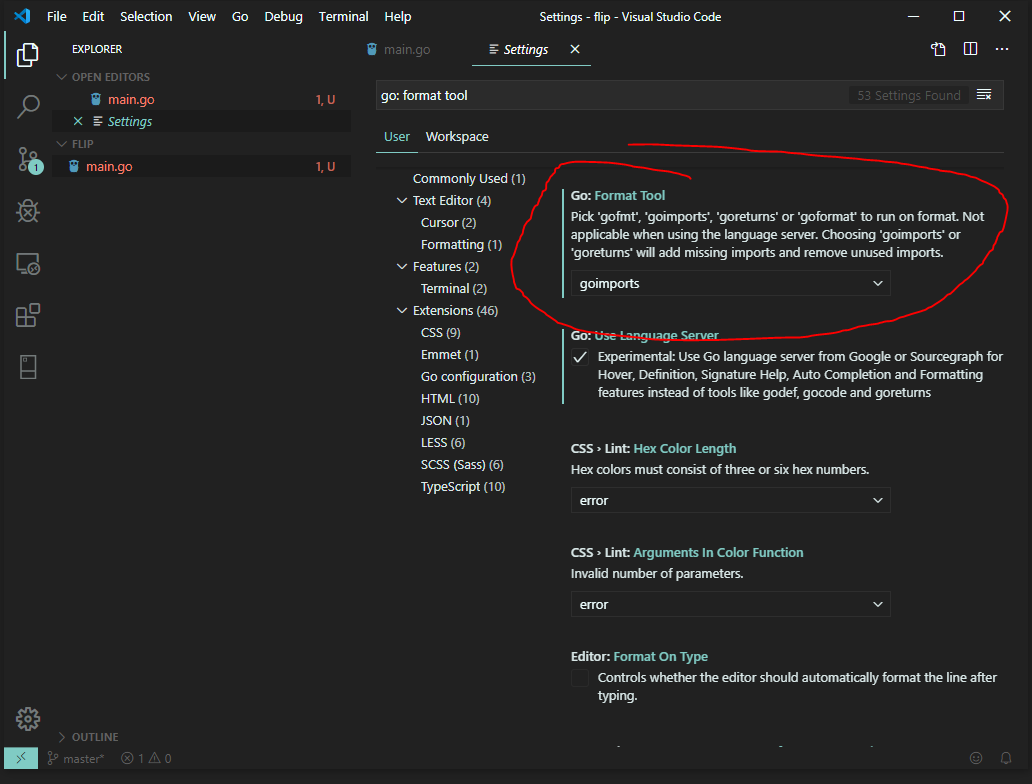 File Edit Selection View Go Debug Terminal Help
Settings - flip - Visual Studio Code
EXPLORER
OPEN EDITORS
main.go 1, U
Settings
FLIP
main.go 1, U
OUTLINE
main.go
Settings
go: format tool
53 Settings Found
User
Workspace
Commonly Used (1)
Text Editor (4)
Cursor (2)
Formatting (1)
Features (2)
Terminal (2)
Extensions (46)
CSS (9)
Emmet (1)
Go configuration (3)
HTML (10)
JSON (1)
LESS (6)
SCSS (Sass) (6)
TypeScript (10)
Go: Format Tool
Pick 'gofmt', 'goimports', 'goreturns' or 'goformat' to run on format. Not
applicable when using the language server. Choosing 'goimports' or
'goreturns' will add missing imports and remove unused imports.
goimports
Go: Use Language Server
Experimental: Use Go language server from Google or Sourcegraph for
Hover, Definition, Signature Help, Auto Completion and Formatting
features instead of tools like godef, gocode and goreturns
CSS › Lint: Hex Color Length
Hex colors must consist of three or six hex numbers.
error
CSS › Lint: Arguments In Color Function
Invalid number of parameters.
error
Editor: Format On Type
Controls whether the editor should automatically format the line after
typing.
1
master* 1 0